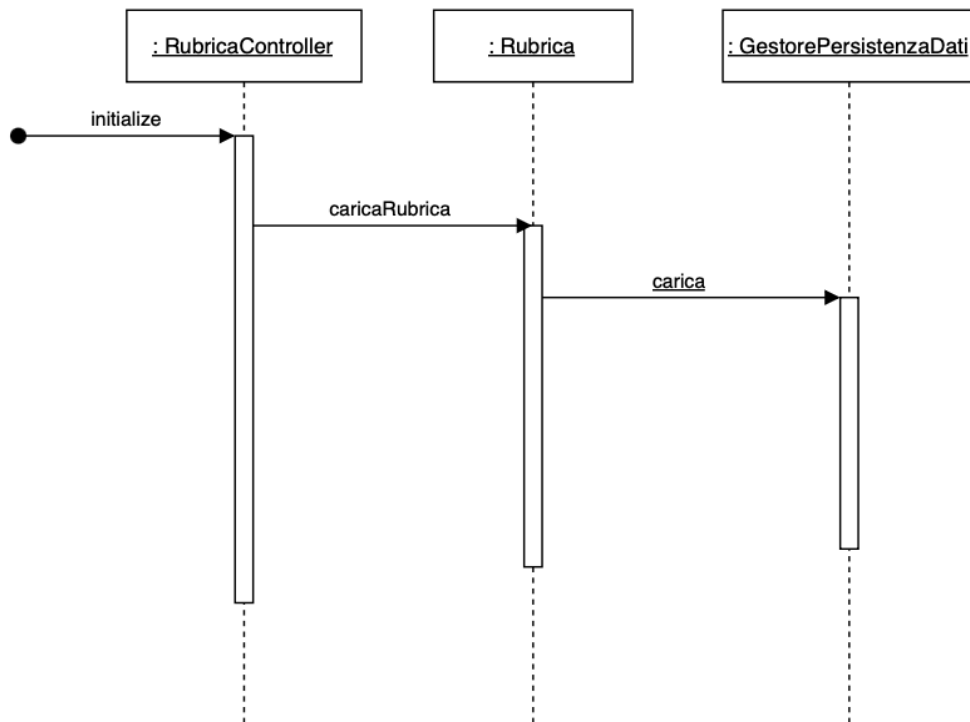 : RubricaController
: Rubrica
: GestorePersistenzaDati
initialize
caricaRubrica
carica